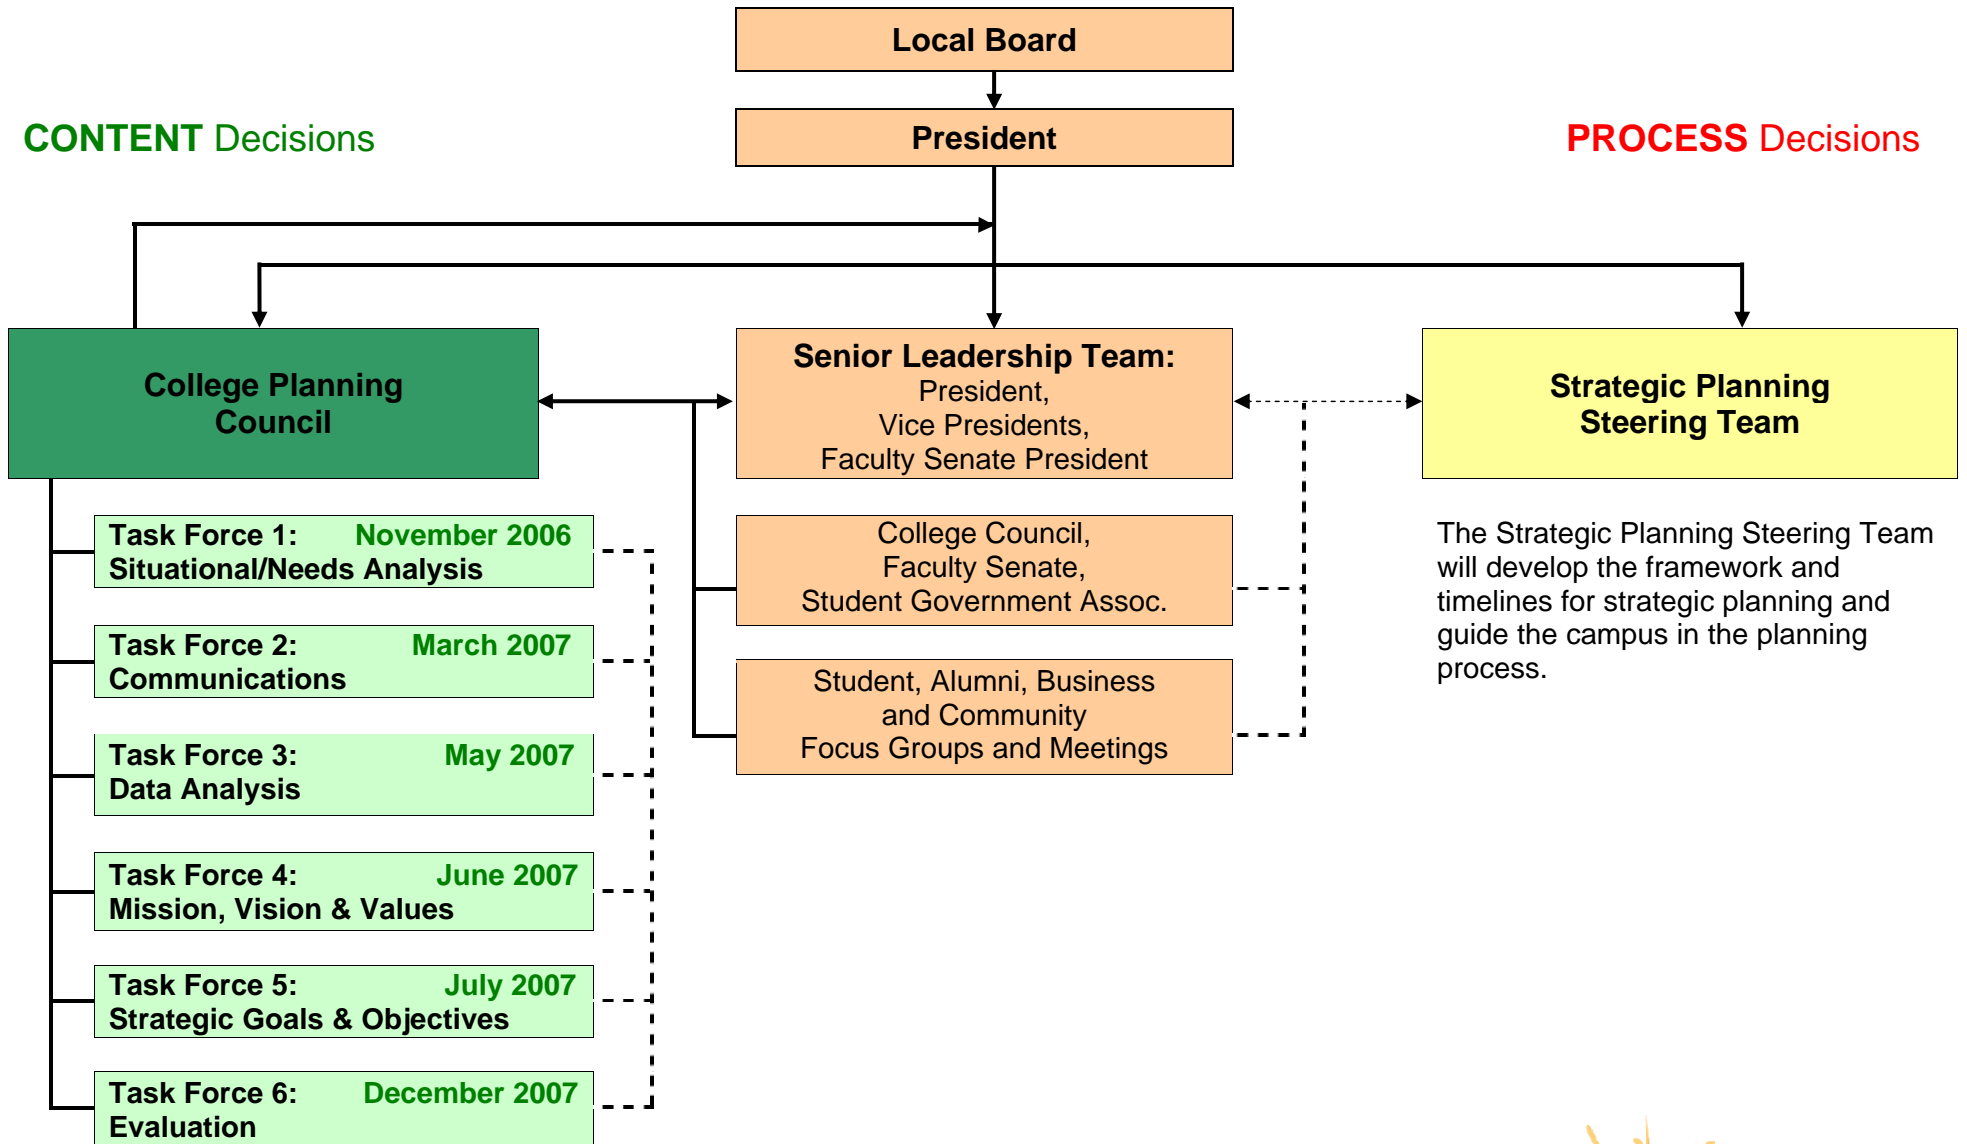 Local Board
President
CONTENT Decisions
PROCESS Decisions
College Planning
Council
Senior Leadership Team:
President,
Vice Presidents,
Faculty Senate President
Strategic Planning
Steering Team
Task Force 1: November 2006
Situational/Needs Analysis
Task Force 2: March 2007
Communications
Task Force 3: May 2007
Data Analysis
Task Force 4: June 2007
Mission, Vision & Values
Task Force 5: July 2007
Strategic Goals & Objectives
Task Force 6: December 2007
Evaluation
College Council,
Faculty Senate,
Student Government Assoc.
Student, Alumni, Business
and Community
Focus Groups and Meetings
The Strategic Planning Steering Team
will develop the framework and
timelines for strategic planning and
guide the campus in the planning
process.